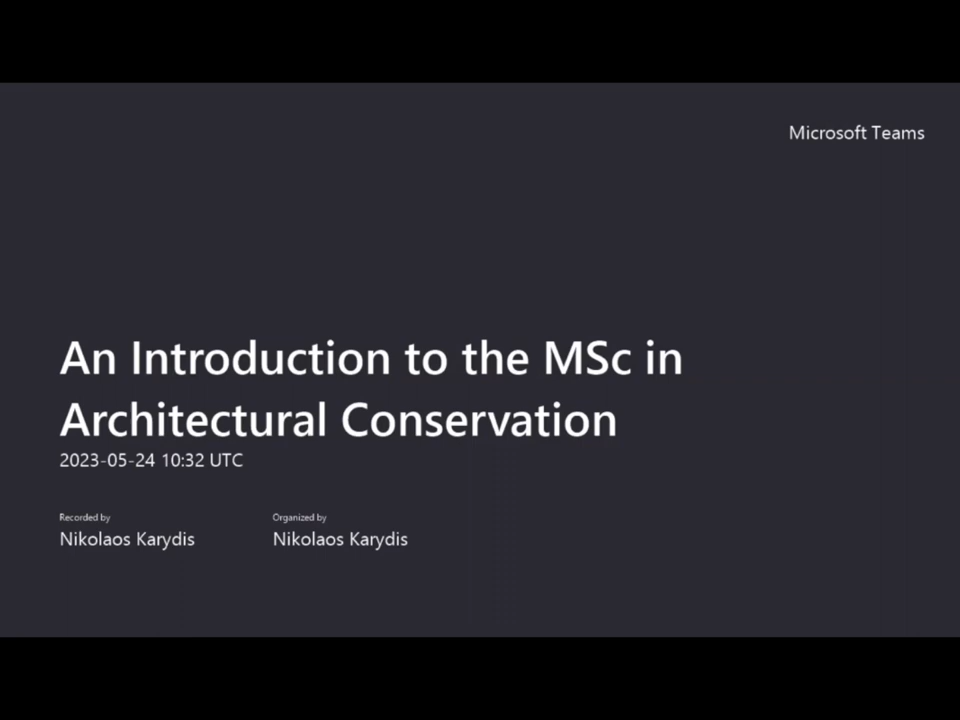 Microsoft Teams
An Introduction to the MSc in
Architectural Conservation
2023-05-24 10:32 UTC
Recorded by
Organized by
Nikolaos Karydis
Nikolaos Karydis